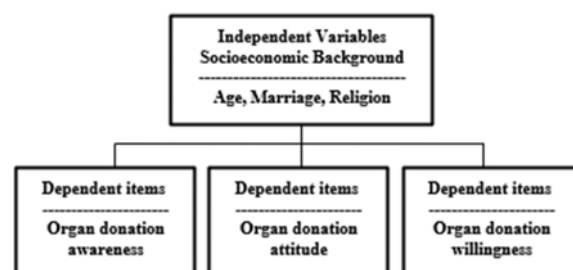 Independent Variables
Socioeconomic Background
------------------------------------
Age, Marriage, Religion
Dependent items
----------------------
Organ donation
awareness
Dependent items
----------------------
Organ donation
attitude
Dependent items
----------------------
Organ donation
willingness